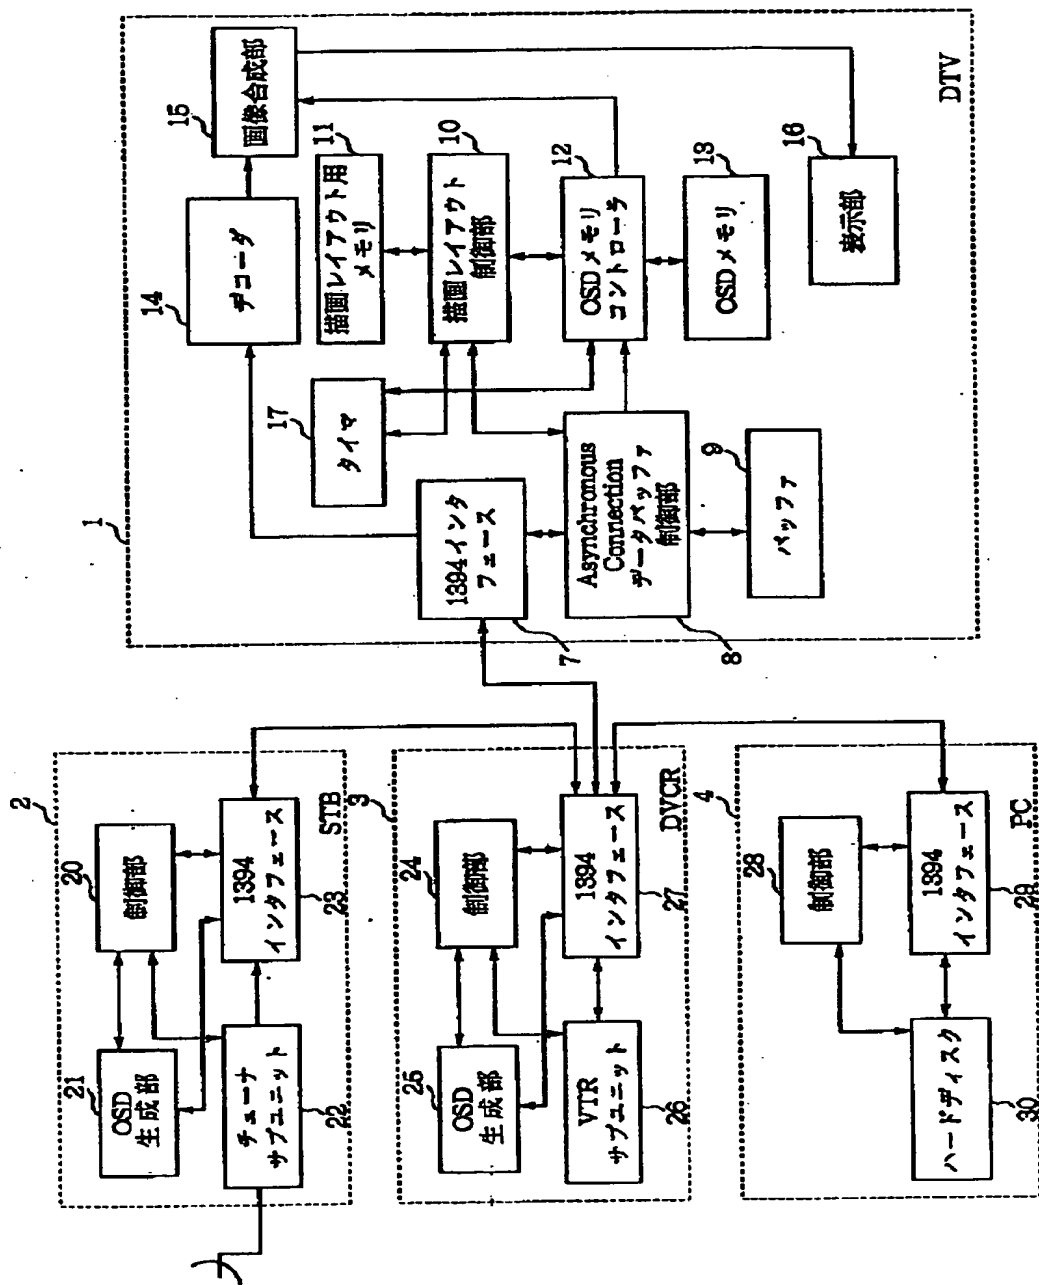 2
20
制御部
21
OSD
生成部
1394
インタフェース
23
チューナ
サブユニット
22
STB
3
24
制御部
25
OSD
生成部
1394
インタフェース
27
VTR
サブユニット
26
DVCR
4
28
制御部
1394
インタフェース
29
ハードディスク
30
PC
1
15
画像合成部
14
デコーダ
11
描画レイアウト用
メモリ
10
描画レイアウト
制御部
17
タイマ
12
OSDメモリ
コントローラ
13
OSDメモリ
1394インタ
フェース
7
Asynchronous
Connection
データバッファ
制御部
8
9
バッファ
16
表示部
DTV